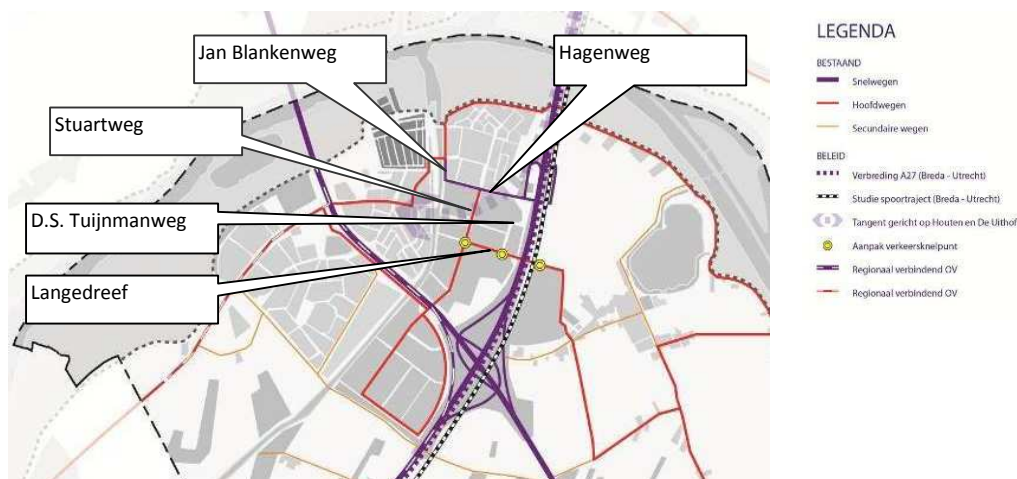 Jan Blankenweg
Hagenweg
Stuartweg
D.S. Tuijnmanweg
Langedreef
LEGENDA
BESTAAND
Snelwegen
Hoofdwegen
Secundaire wegen
BELEID
Verbreding A27 (Breda - Utrecht)
Studie spoortraject (Breda - Utrecht)
Tangent gericht op Houten en De Uithof
Aanpak verkeersknelpunt
Regionaal verbindend OV
Regionaal verbindend OV